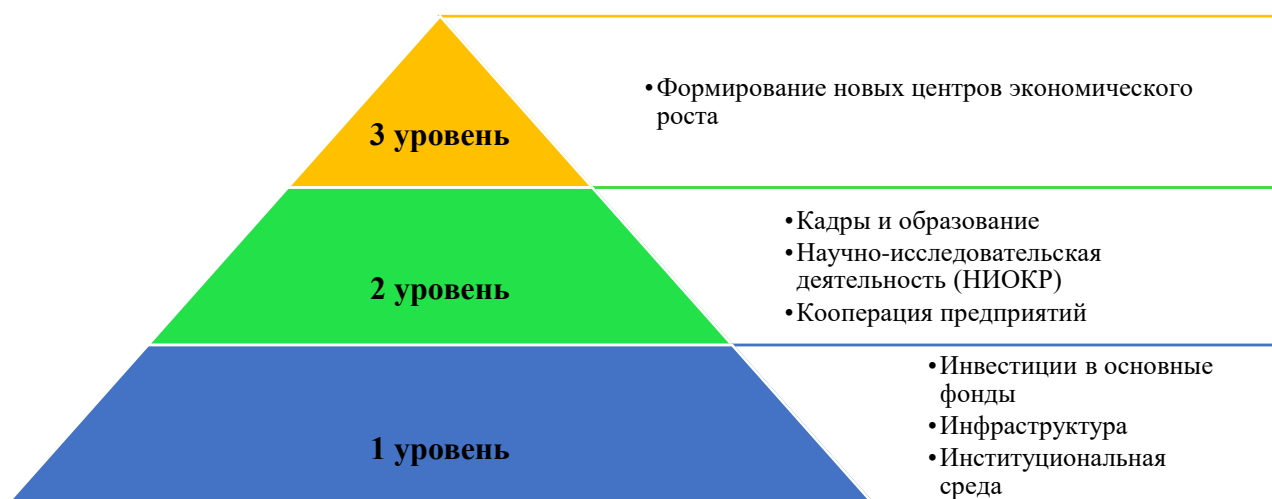 3 уровень
•Формирование новых центров экономического
роста
2 уровень
•Кадры и образование
•Научно-исследовательская
деятельность (НИОКР)
•Кооперация предприятий
1 уровень
•Инвестиции в основные
фонды
•Инфраструктура
•Институциональная
среда